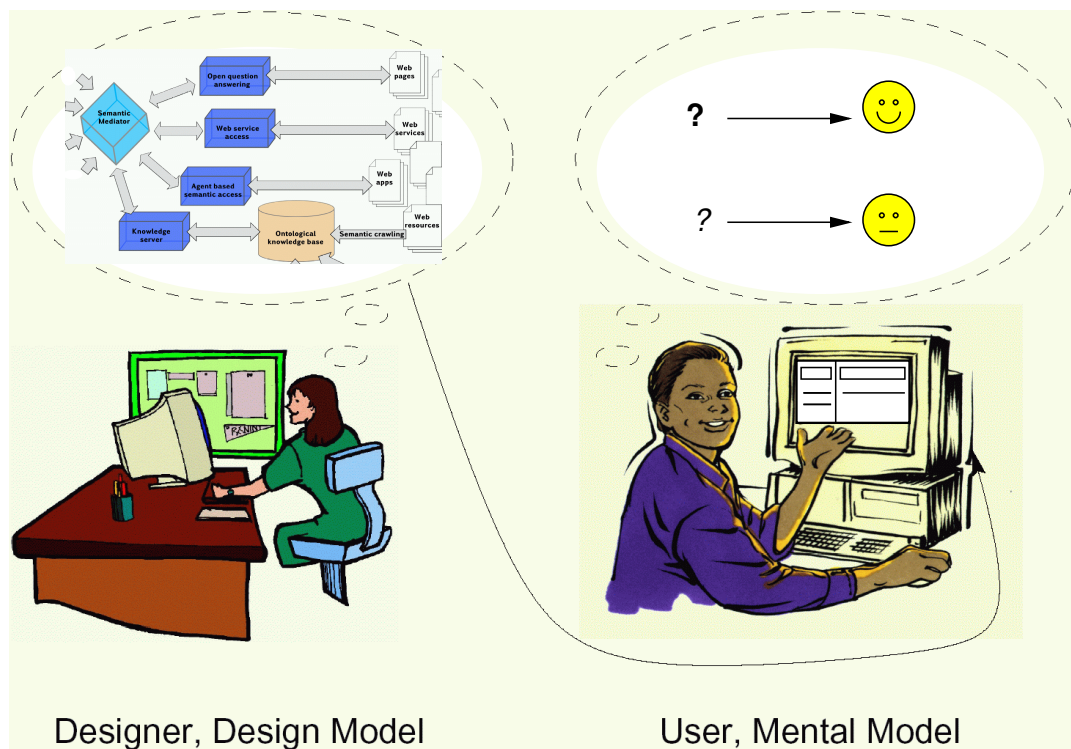 Open question
answering
Web
pages
Semantic
Mediator
Web service
access
Web
services
Agent based
semantic access
Web
apps
Knowledge
server
Ontological
knowledge base
Semantic crawling
Web
resources
?
?
Designer, Design Model
User, Mental Model